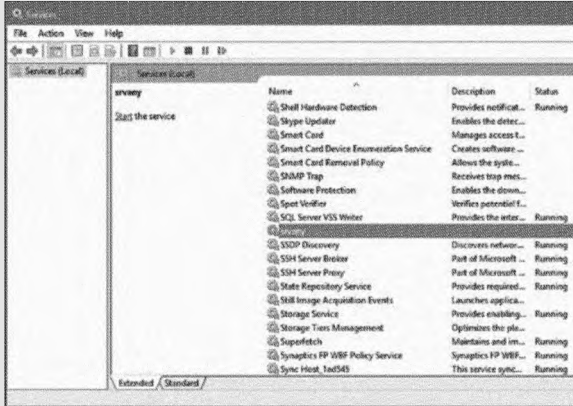 Services
File Action View Help
Services (Local)
Services (Local)
srvany
Start the service
Name Description Status
Shell Hardware Detection Provides notificat... Running
Skype Updater Enables the detec...
Smart Card Manages access t...
Smart Card Device Enumeration Service Creates software ...
Smart Card Removal Policy Allows the syste...
SNMP Trap Receives trap mes...
Software Protection Enables the down...
Spot Verifier Verifies potential f...
SQL Server VSS Writer Provides the inter... Running
srvany
SSDP Discovery Discovers networ... Running
SSH Server Broker Part of Microsoft ... Running
SSH Server Proxy Part of Microsoft ... Running
State Repository Service Provides required... Running
Still Image Acquisition Events Launches applica...
Storage Service Provides enabling... Running
Storage Tiers Management Optimizes the pla...
Superfetch Maintains and im... Running
Synaptics FP WBF Policy Service Synaptics FP WBF... Running
Sync Host_1ad545 This service sync... Running
Extended Standard